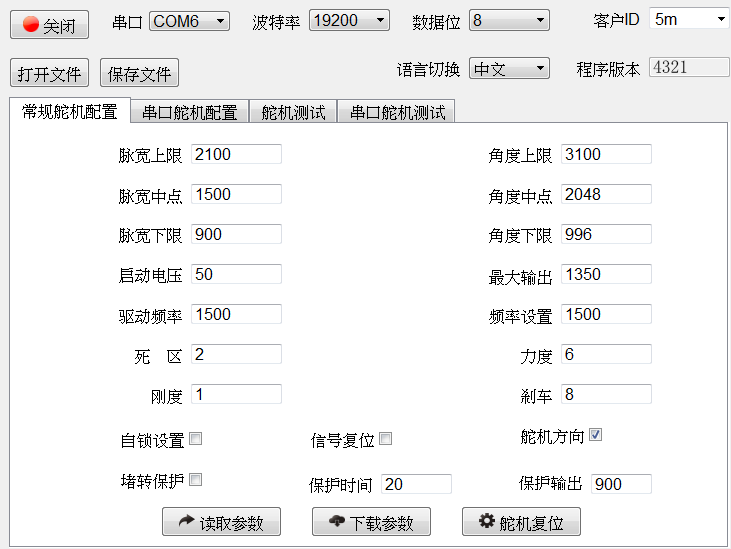 关闭 串口 COM6 波特率 19200 数据位 8 客户ID 5m
打开文件 保存文件 语言切换 中文 程序版本 4321
常规舵机配置 串口舵机配置 舵机测试 串口舵机测试
脉宽上限 2100 角度上限 3100
脉宽中点 1500 角度中点 2048
脉宽下限 900 角度下限 996
启动电压 50 最大输出 1350
驱动频率 1500 频率设置 1500
死 区 2 力度 6
刚度 1 刹车 8
自锁设置 信号复位 舵机方向
堵转保护 保护时间 20 保护输出 900
读取参数 下载参数 舵机复位